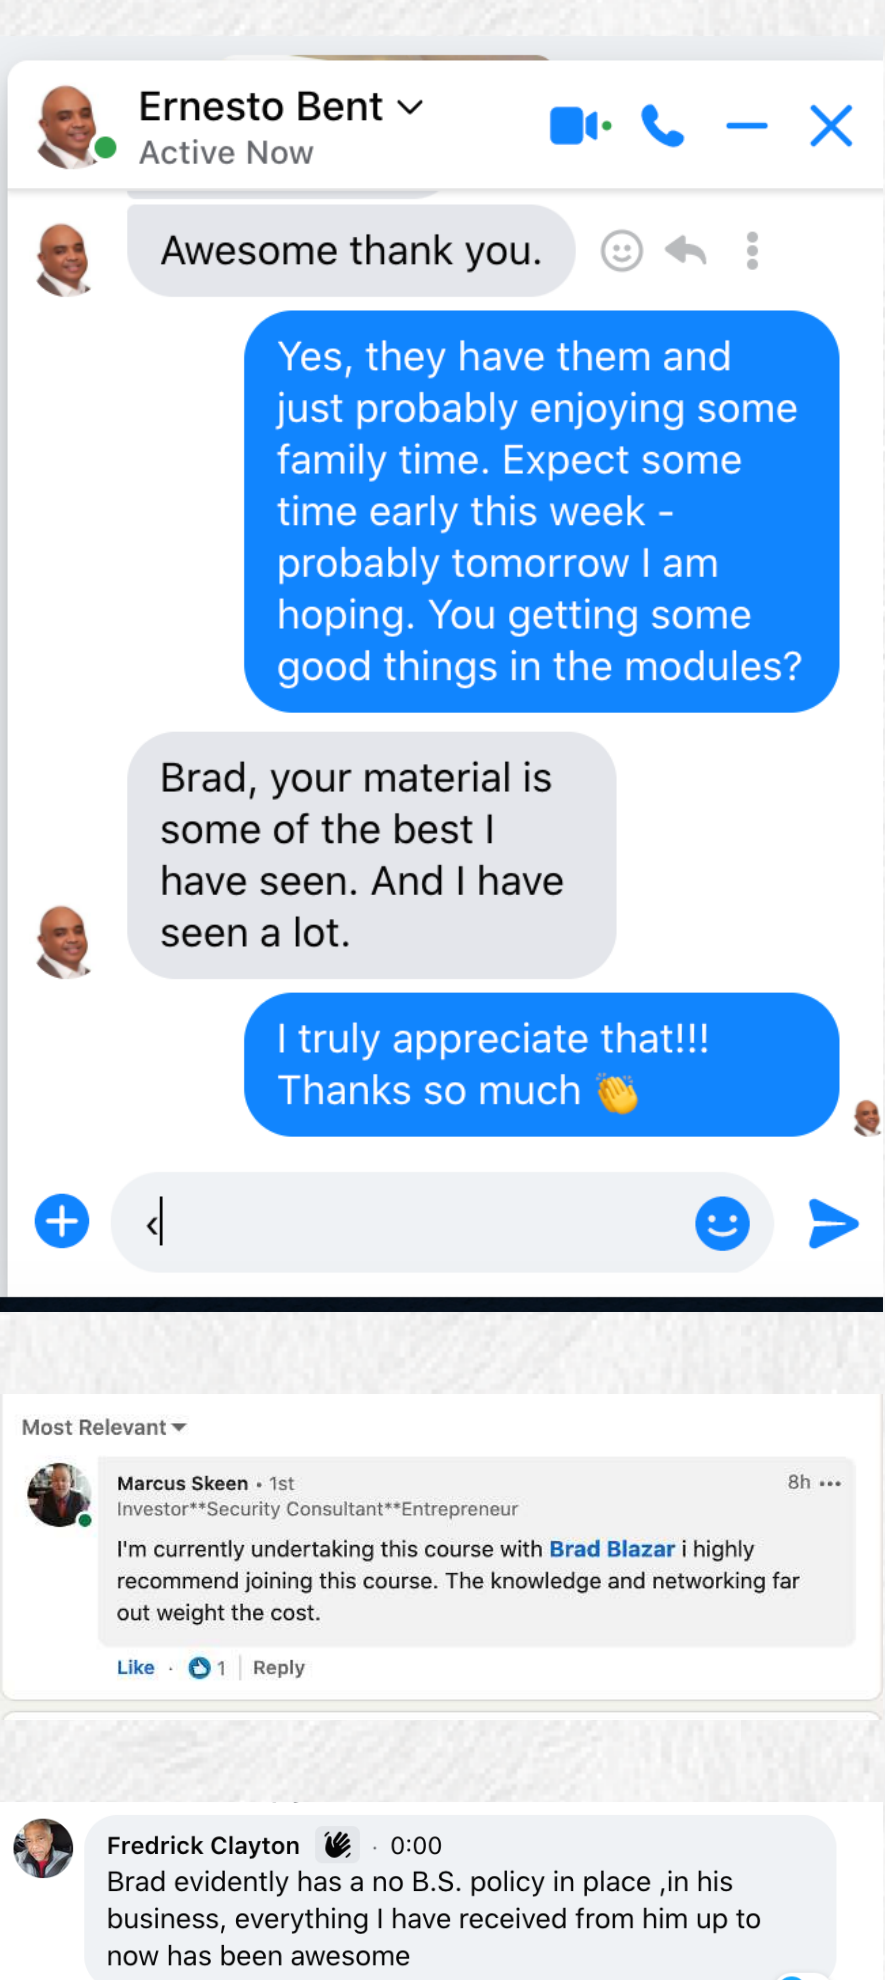 Ernesto Bent
Active Now
Awesome thank you.
Yes, they have them and
just probably enjoying some
family time. Expect some
time early this week -
probably tomorrow I am
hoping. You getting some
good things in the modules?
Brad, your material is
some of the best I
have seen. And I have
seen a lot.
I truly appreciate that!!!
Thanks so much 👏
‹
Most Relevant
Marcus Skeen • 1st
8h •••
Investor**Security Consultant**Entrepreneur
I'm currently undertaking this course with Brad Blazar i highly
recommend joining this course. The knowledge and networking far
out weight the cost.
Like · 1 | Reply
Fredrick Clayton 👋 · 0:00
Brad evidently has a no B.S. policy in place ,in his
business, everything I have received from him up to
now has been awesome